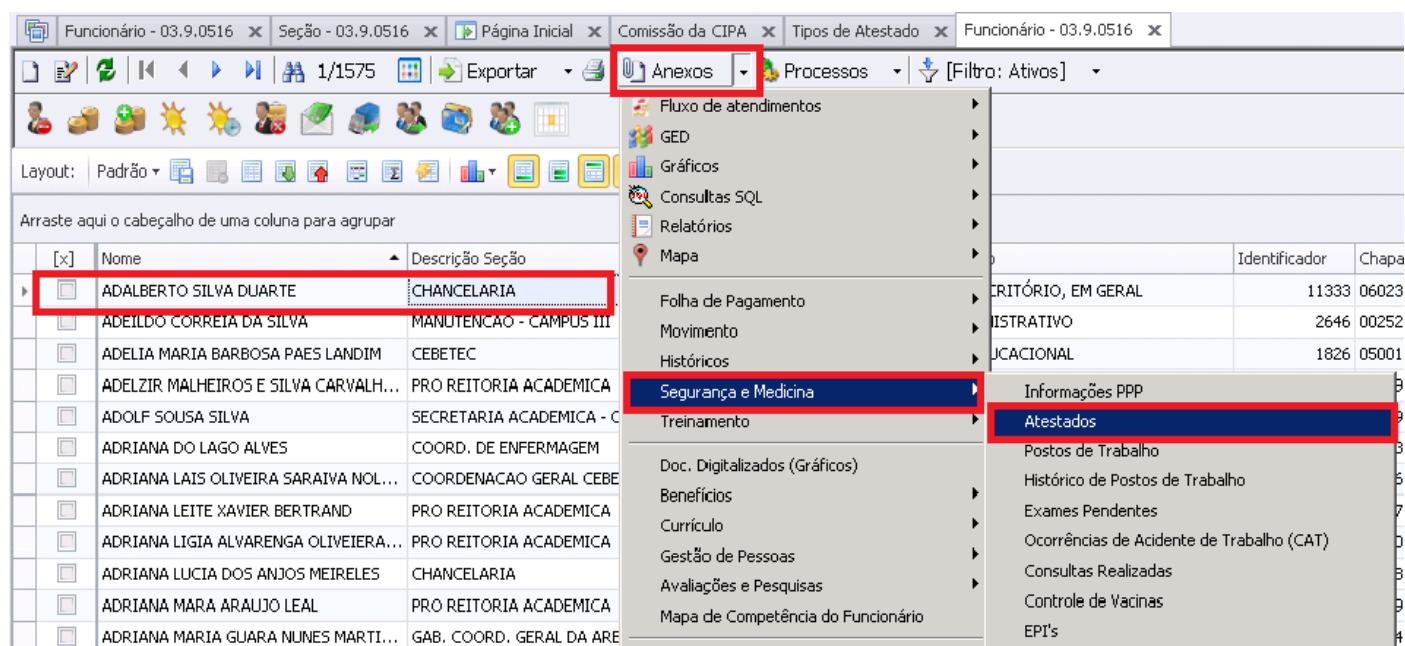 Funcionário - 03.9.0516 Seção - 03.9.0516 Página Inicial Comissão da CIPA Tipos de Atestado Funcionário - 03.9.0516
1/1575 Exportar Anexos Processos [Filtro: Ativos]
Layout: Padrão
Arraste aqui o cabeçalho de uma coluna para agrupar
[x] Nome Descrição Seção Identificador Chapa
ADALBERTO SILVA DUARTE CHANCELARIA CRITÓRIO, EM GERAL 11333 06023
ADEILDO CORREIA DA SILVA MANUTENCAO - CAMPUS III ISTRATIVO 2646 00252
ADELIA MARIA BARBOSA PAES LANDIM CEBETEC UCACIONAL 1826 05001
ADELZIR MALHEIROS E SILVA CARVALH... PRO REITORIA ACADEMICA
ADOLF SOUSA SILVA SECRETARIA ACADEMICA - C
ADRIANA DO LAGO ALVES COORD. DE ENFERMAGEM
ADRIANA LAIS OLIVEIRA SARAIVA NOL... COORDENACAO GERAL CEBE
ADRIANA LEITE XAVIER BERTRAND PRO REITORIA ACADEMICA
ADRIANA LIGIA ALVARENGA OLIVEIERA... PRO REITORIA ACADEMICA
ADRIANA LUCIA DOS ANJOS MEIRELES CHANCELARIA
ADRIANA MARA ARAUJO LEAL PRO REITORIA ACADEMICA
ADRIANA MARIA GUARA NUNES MARTI... GAB. COORD. GERAL DA ARE
Fluxo de atendimentos
GED
Gráficos
Consultas SQL
Relatórios
Mapa
Folha de Pagamento
Movimento
Históricos
Segurança e Medicina
Treinamento
Doc. Digitalizados (Gráficos)
Benefícios
Currículo
Gestão de Pessoas
Avaliações e Pesquisas
Mapa de Competência do Funcionário
Informações PPP
Atestados
Postos de Trabalho
Histórico de Postos de Trabalho
Exames Pendentes
Ocorrências de Acidente de Trabalho (CAT)
Consultas Realizadas
Controle de Vacinas
EPI's